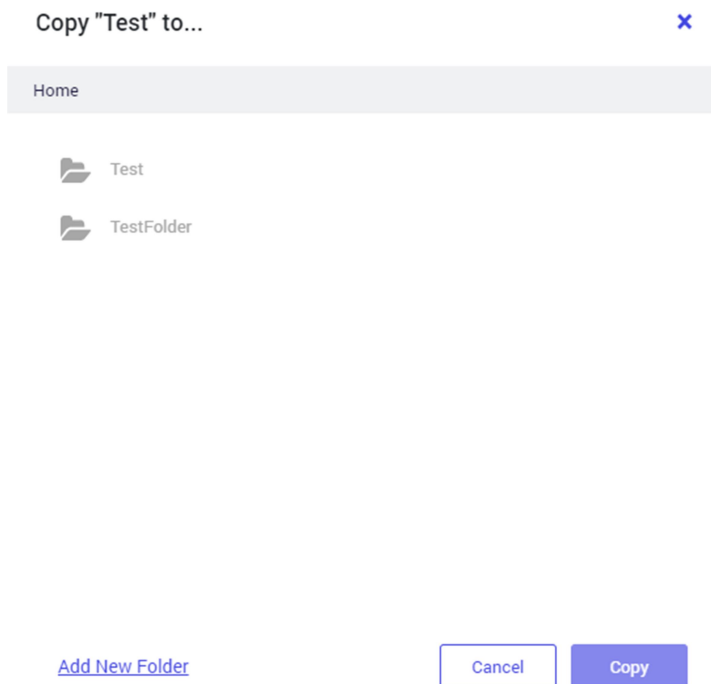 Copy "Test" to...
Home
Test
TestFolder
Add New Folder
Cancel
Copy